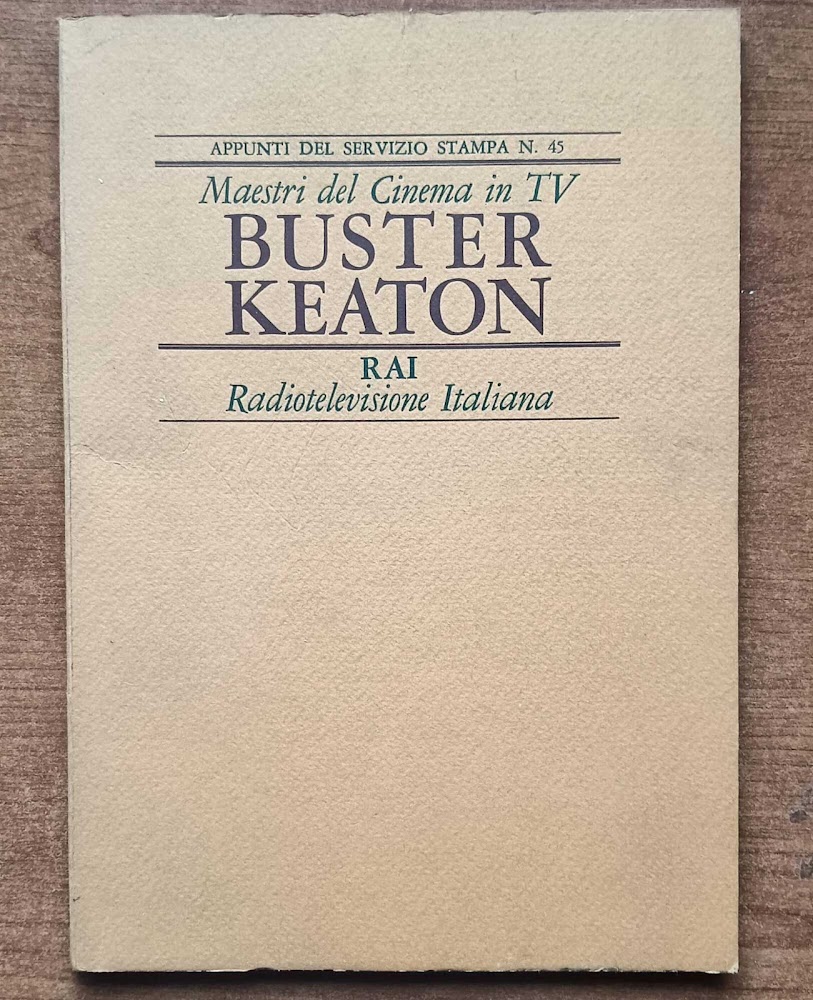 APPUNTI DEL SERVIZIO STAMPA N. 45
Maestri del Cinema in TV
BUSTER
KEATON
RAI
Radiotelevisione Italiana